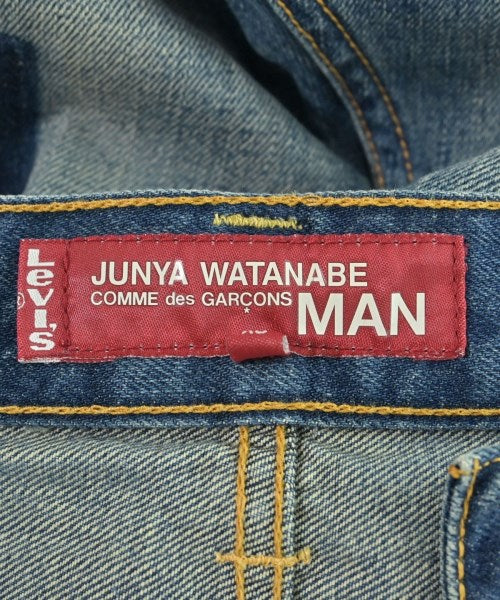 Levi's
®
JUNYA WATANABE
COMME des GARÇONS MAN
*